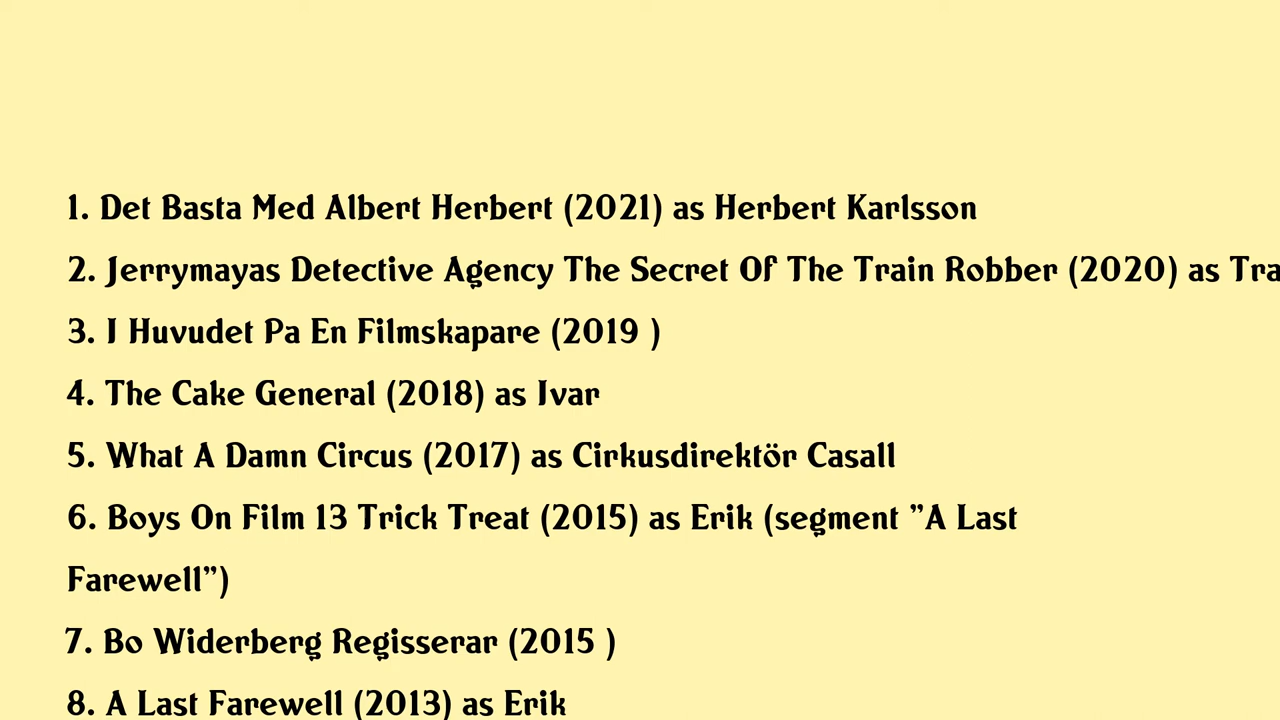 1. Det Basta Med Albert Herbert (2021) as Herbert Karlsson
2. Jerrymayas Detective Agency The Secret Of The Train Robber (2020) as Tra
3. I Huvudet Pa En Filmskapare (2019 )
4. The Cake General (2018) as Ivar
5. What A Damn Circus (2017) as Cirkusdirektör Casall
6. Boys On Film 13 Trick Treat (2015) as Erik (segment "A Last
Farewell")
7. Bo Widerberg Regisserar (2015 )
8. A Last Farewell (2013) as Erik